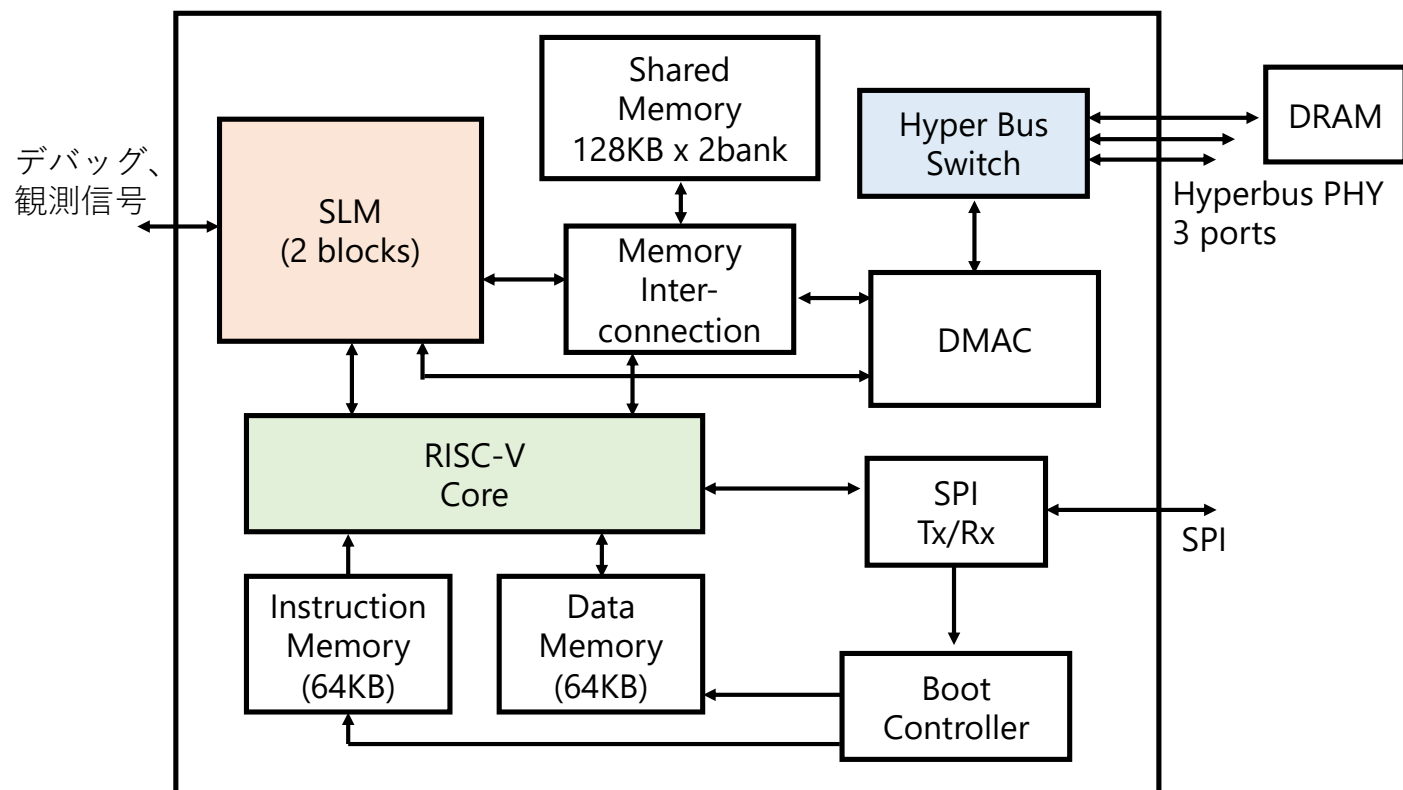 Shared
Memory
128KB x 2bank
Hyper Bus
Switch
DRAM
デバッグ、
観測信号
SLM
(2 blocks)
Hyperbus PHY
3 ports
Memory
Inter-
connection
DMAC
RISC-V
Core
SPI
Tx/Rx
SPI
Instruction
Memory
(64KB)
Data
Memory
(64KB)
Boot
Controller